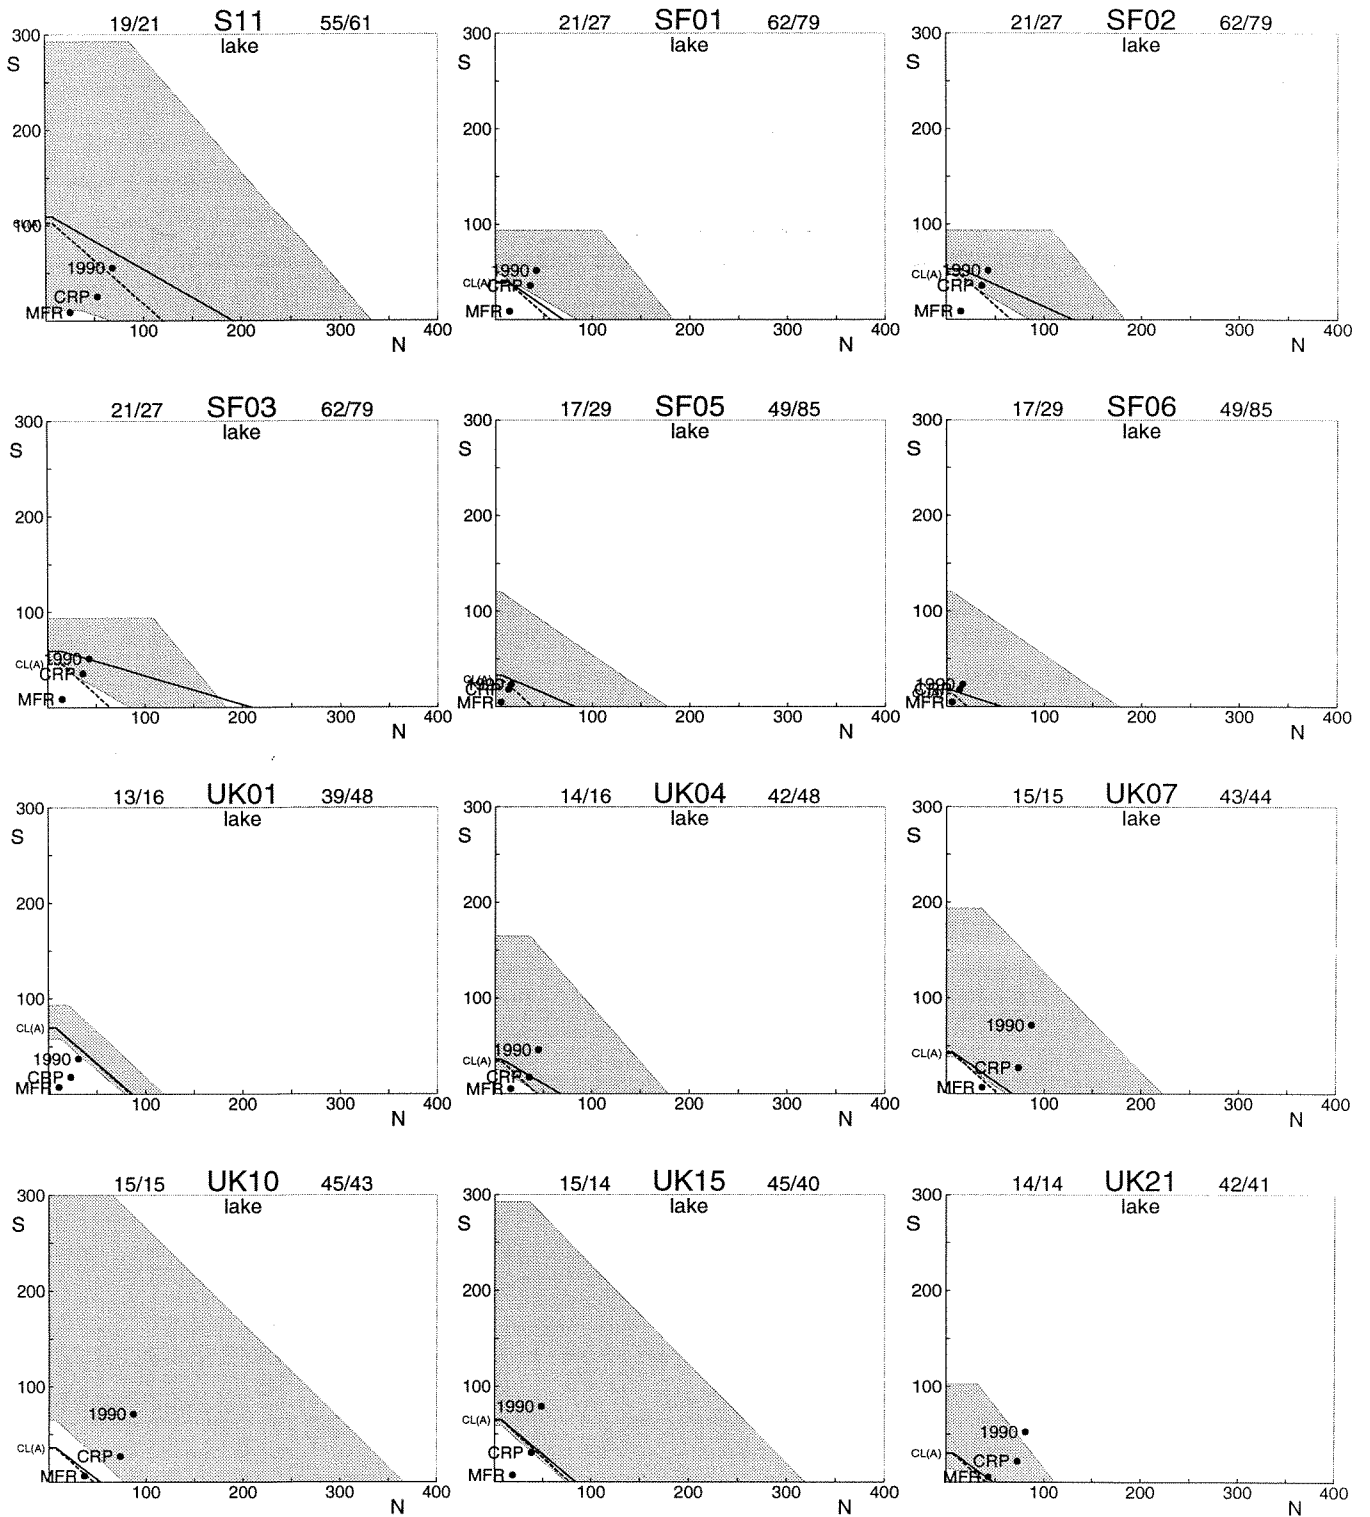 19/21 S11 55/61
lake
300
S
200
CL(A)
100
1990
CRP
MFR
100 200 300 400
N
21/27 SF01 62/79
lake
300
S
200
100
1990
CL(A)
CRP
MFR
100 200 300 400
N
21/27 SF02 62/79
lake
300
S
200
100
1990
CL(A)
CRP
MFR
100 200 300 400
N
21/27 SF03 62/79
lake
300
S
200
100
1990
CL(A)
CRP
MFR
100 200 300 400
N
17/29 SF05 49/85
lake
300
S
200
100
CL(A)
1990
CRP
MFR
100 200 300 400
N
17/29 SF06 49/85
lake
300
S
200
100
1990
CRP
CL(A)
MFR
100 200 300 400
N
13/16 UK01 39/48
lake
300
S
200
100
CL(A)
1990
CRP
MFR
100 200 300 400
N
14/16 UK04 42/48
lake
300
S
200
100
1990
CL(A)
CRP
MFR
100 200 300 400
N
15/15 UK07 43/44
lake
300
S
200
100
1990
CL(A)
CRP
MFR
100 200 300 400
N
15/15 UK10 45/43
lake
300
S
200
100
1990
CL(A)
CRP
MFR
100 200 300 400
N
15/14 UK15 45/40
lake
300
S
200
100
1990
CL(A)
CRP
MFR
100 200 300 400
N
14/14 UK21 42/41
lake
300
S
200
100
1990
CL(A)
CRP
MFR
100 200 300 400
N